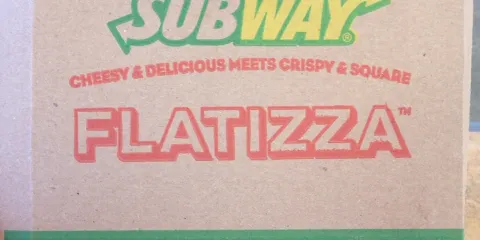 SUBWAY®
CHEESY & DELICIOUS MEETS CRISPY & SQUARE
FLATIZZA™